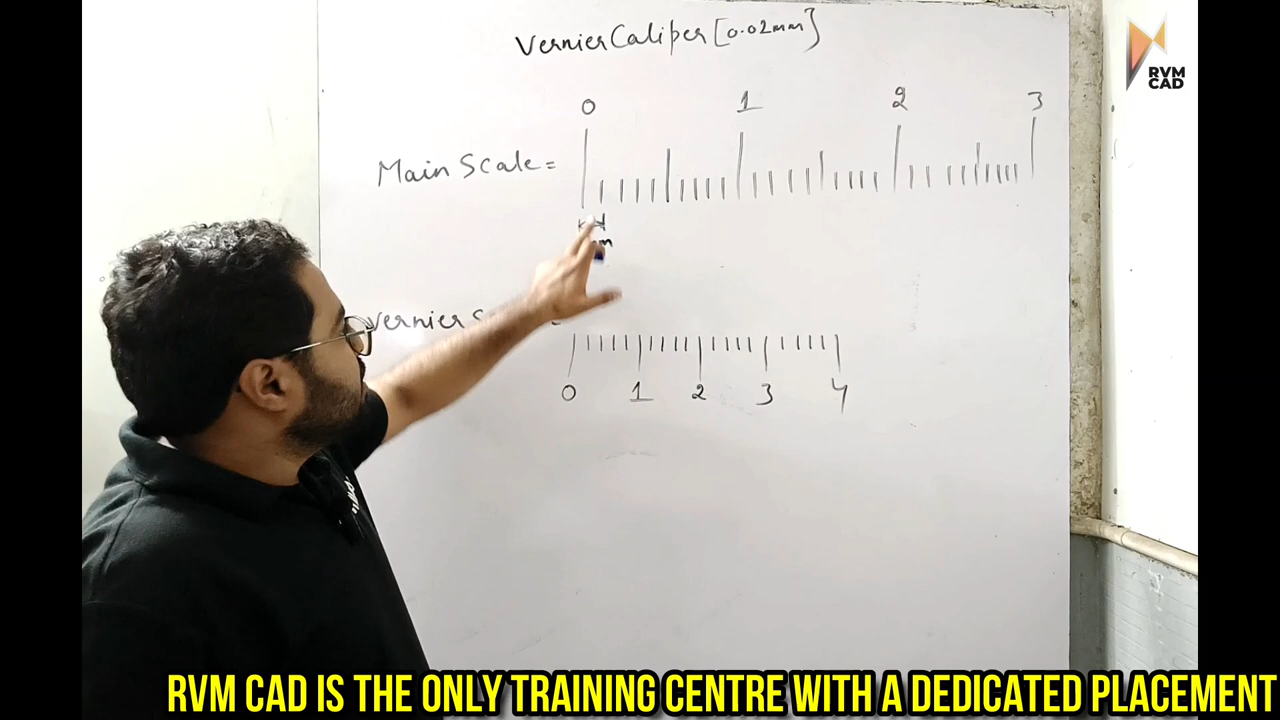 Vernier Caliper [0.02mm]
RVM
CAD
0 1 2 3
Main Scale =
vernier
0 1 2 3 4
RVM CAD IS THE ONLY TRAINING CENTRE WITH A DEDICATED PLACEMENT